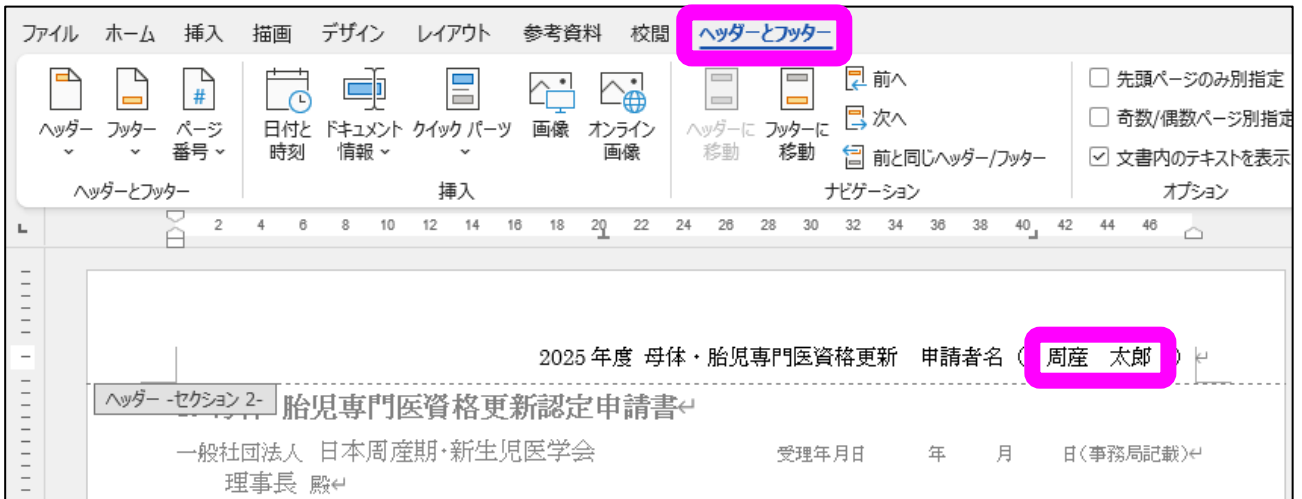 ファイル ホーム 挿入 描画 デザイン レイアウト 参考資料 校閲 ヘッダーとフッター
ヘッダー フッター ページ番号 日付と時刻 ドキュメント情報 クイック パーツ 画像 オンライン画像 ヘッダーに移動 フッターに移動
前へ
次へ
前と同じヘッダー/フッター
先頭ページのみ別指定
奇数/偶数ページ別指定
文書内のテキストを表示
ヘッダーとフッター 挿入 ナビゲーション オプション
2 4 6 8 10 12 14 16 18 20 22 24 26 28 30 32 34 36 38 40 42 44 46
2025 年度 母体・胎児専門医資格更新 申請者名( 周産 太郎 )
ヘッダー -セクション 2-
胎児専門医資格更新認定申請書
一般社団法人 日本周産期・新生児医学会 受理年月日 年 月 日(事務局記載)
理事長 殿